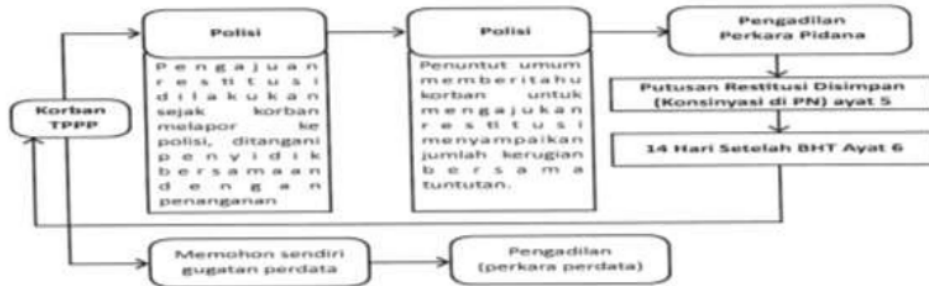 Korban
TPPP
Polisi
Pengajuan
restitusi
dilakukan
sejak korban
melapor ke
polisi, ditangani
penyidik
bersamaan
dengan
penanganan
Polisi
Penuntut umum
memberitahu
korban untuk
mengajukan
restitusi
menyampaikan
jumlah kerugian
bersama
tuntutan.
Pengadilan
Perkara Pidana
Putusan Restitusi Disimpan
(Konsinyasi di PN) ayat 5
14 Hari Setelah BHT Ayat 6
Memohon sendiri
gugatan perdata
Pengadilan
(perkara perdata)